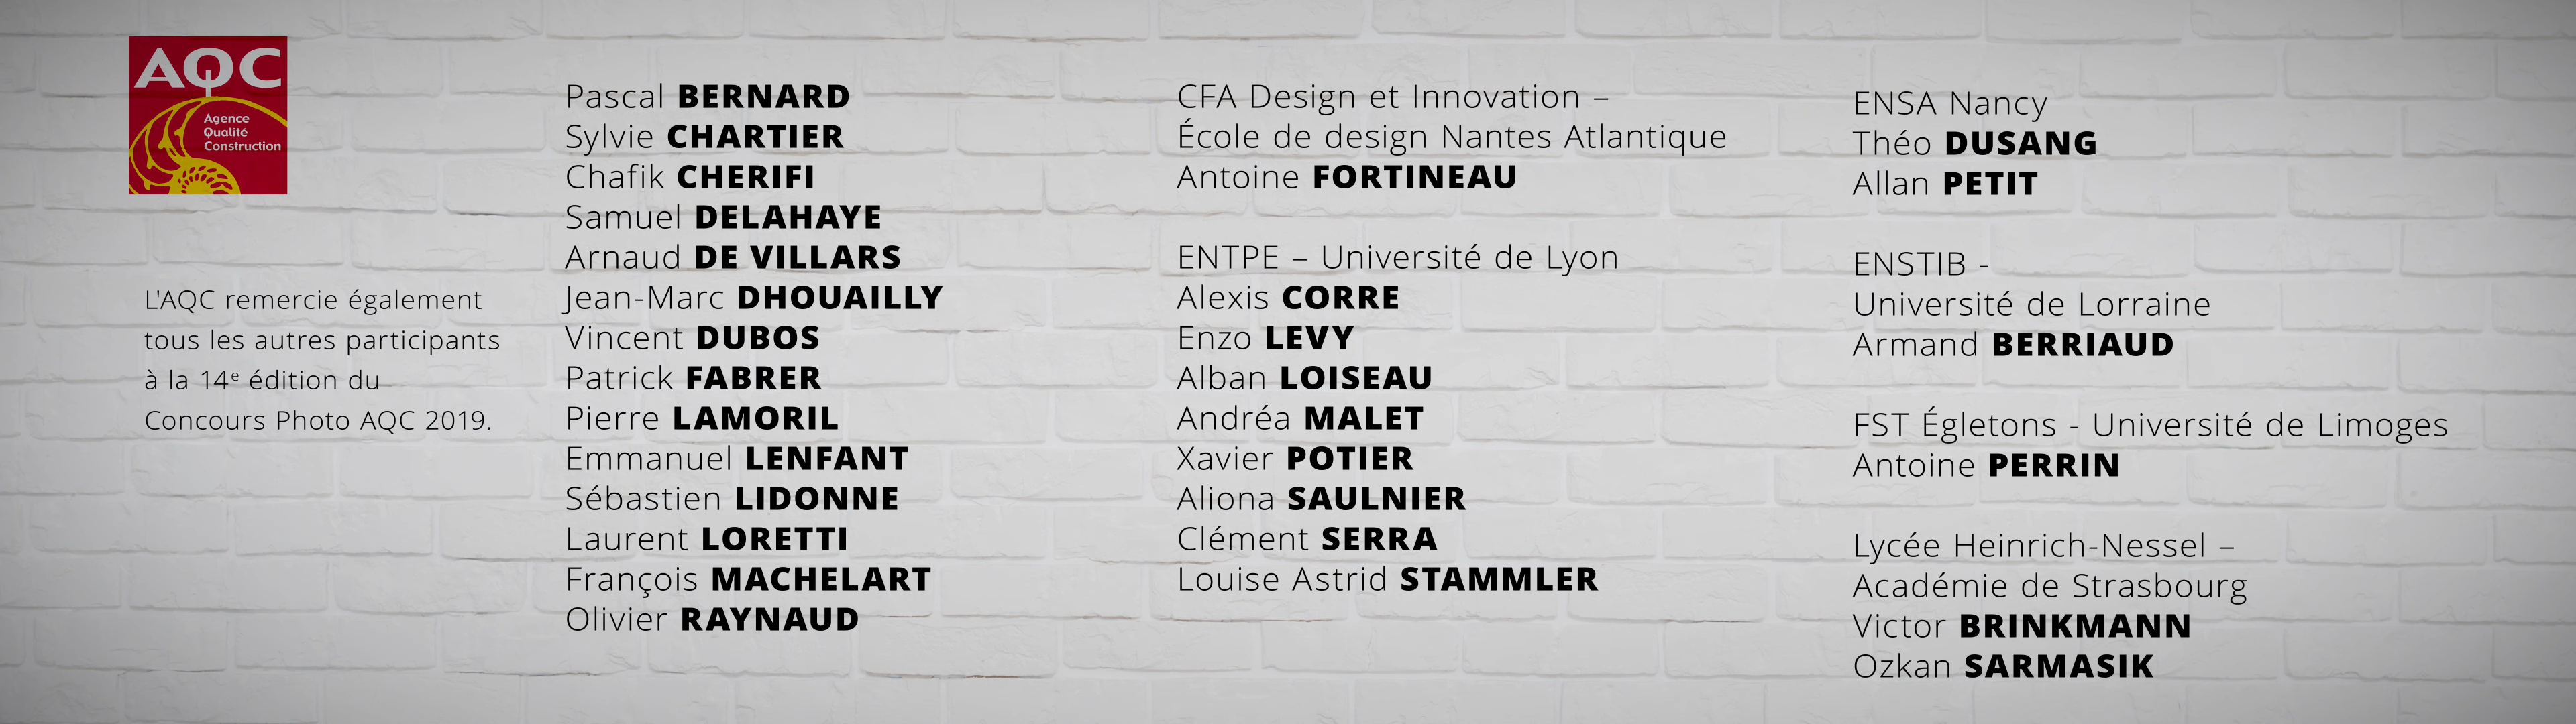 AQC
Agence
Qualité
Construction
L'AQC remercie également
tous les autres participants
à la 14e édition du
Concours Photo AQC 2019.
Pascal BERNARD
Sylvie CHARTIER
Chafik CHERIFI
Samuel DELAHAYE
Arnaud DE VILLARS
Jean-Marc DHOUAILLY
Vincent DUBOS
Patrick FABRER
Pierre LAMORIL
Emmanuel LENFANT
Sébastien LIDONNE
Laurent LORETTI
François MACHELART
Olivier RAYNAUD
CFA Design et Innovation –
École de design Nantes Atlantique
Antoine FORTINEAU
ENTPE – Université de Lyon
Alexis CORRE
Enzo LEVY
Alban LOISEAU
Andréa MALET
Xavier POTIER
Aliona SAULNIER
Clément SERRA
Louise Astrid STAMMLER
ENSA Nancy
Théo DUSANG
Allan PETIT
ENSTIB -
Université de Lorraine
Armand BERRIAUD
FST Égletons - Université de Limoges
Antoine PERRIN
Lycée Heinrich-Nessel –
Académie de Strasbourg
Victor BRINKMANN
Ozkan SARMASIK